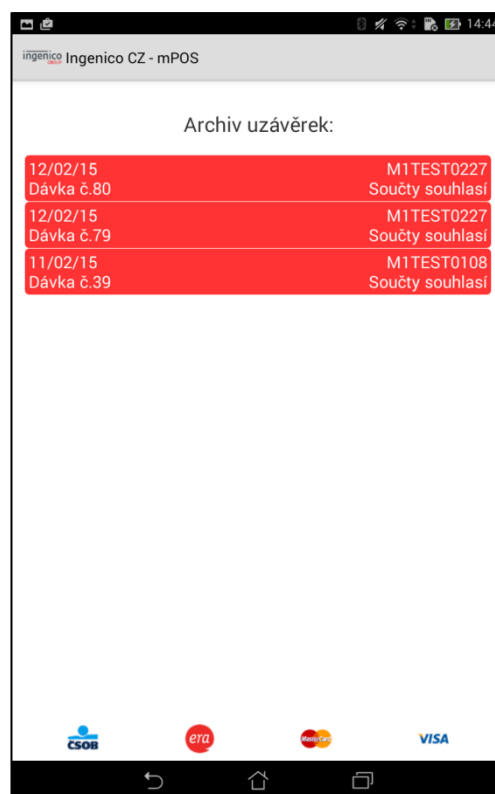 14:44
ingenico GROUP Ingenico CZ - mPOS
Archiv uzávěrek:
12/02/15 M1TEST0227
Dávka č.80 Součty souhlasí
12/02/15 M1TEST0227
Dávka č.79 Součty souhlasí
11/02/15 M1TEST0108
Dávka č.39 Součty souhlasí
ČSOB era MasterCard VISA